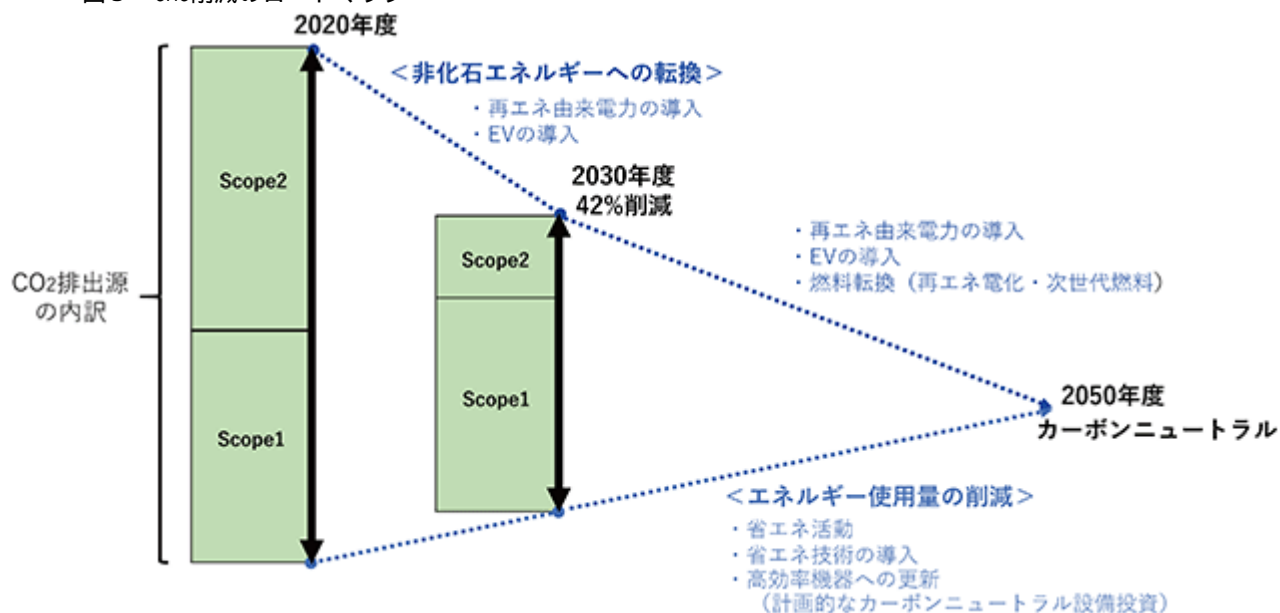 2020年度
<非化石エネルギーへの転換>
・再エネ由来電力の導入
・EVの導入
Scope2
2030年度
42%削減
・再エネ由来電力の導入
・EVの導入
・燃料転換（再エネ電化・次世代燃料）
Scope2
CO2排出源
の内訳
Scope1
Scope1
2050年度
カーボンニュートラル
<エネルギー使用量の削減>
・省エネ活動
・省エネ技術の導入
・高効率機器への更新
（計画的なカーボンニュートラル設備投資）